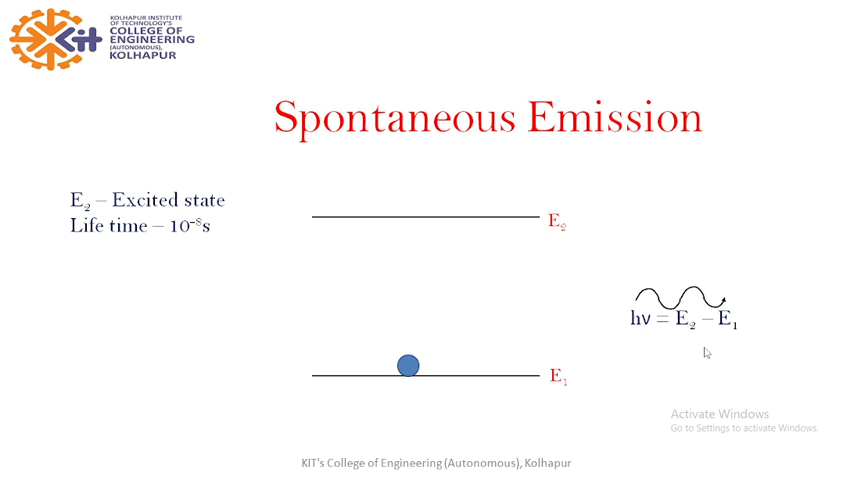 KOLHAPUR INSTITUTE
OF TECHNOLOGY'S
COLLEGE OF
ENGINEERING
(AUTONOMOUS),
KOLHAPUR
Kit
Spontaneous Emission
E₂ – Excited state
Life time – 10⁻⁸s
E₂
hν = E₂ – E₁
E₁
Activate Windows
Go to Settings to activate Windows.
KIT's College of Engineering (Autonomous), Kolhapur